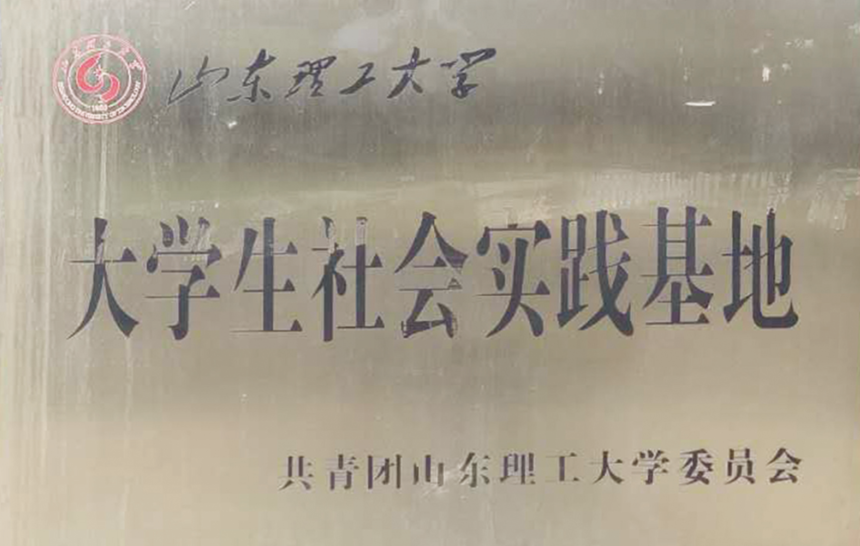 山东理工大学
大学生社会实践基地
共青团山东理工大学委员会